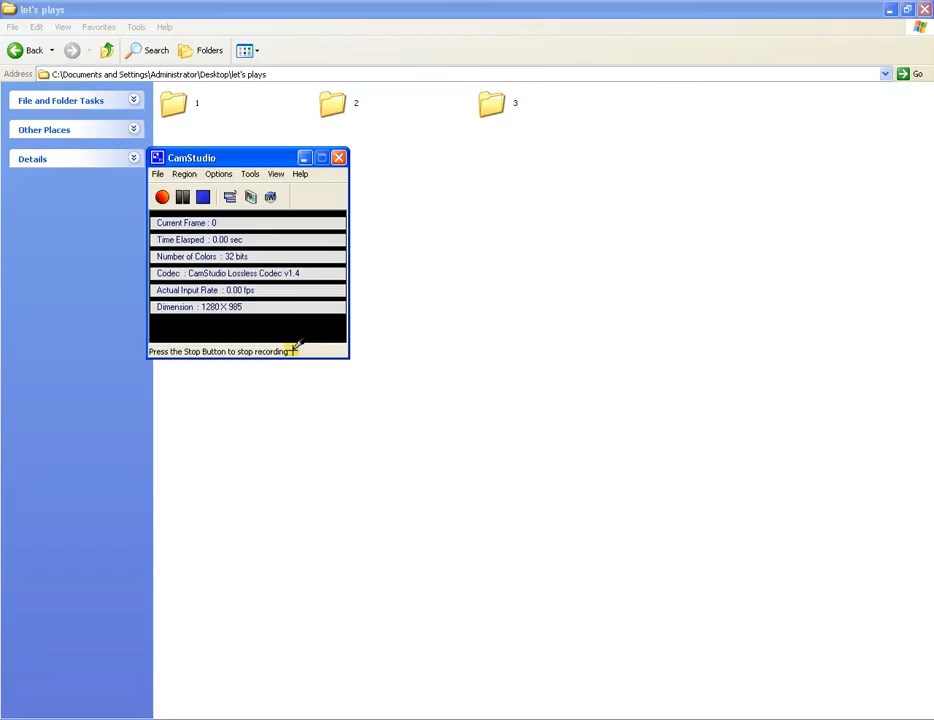 let's plays
File Edit View Favorites Tools Help
Back Search Folders
Address C:\Documents and Settings\Administrator\Desktop\let's plays Go
File and Folder Tasks
Other Places
Details
1 2 3
CamStudio
File Region Options Tools View Help
SWF
Current Frame : 0
Time Elasped : 0.00 sec
Number of Colors : 32 bits
Codec : CamStudio Lossless Codec v1.4
Actual Input Rate : 0.00 fps
Dimension : 1280 X 985
Press the Stop Button to stop recording